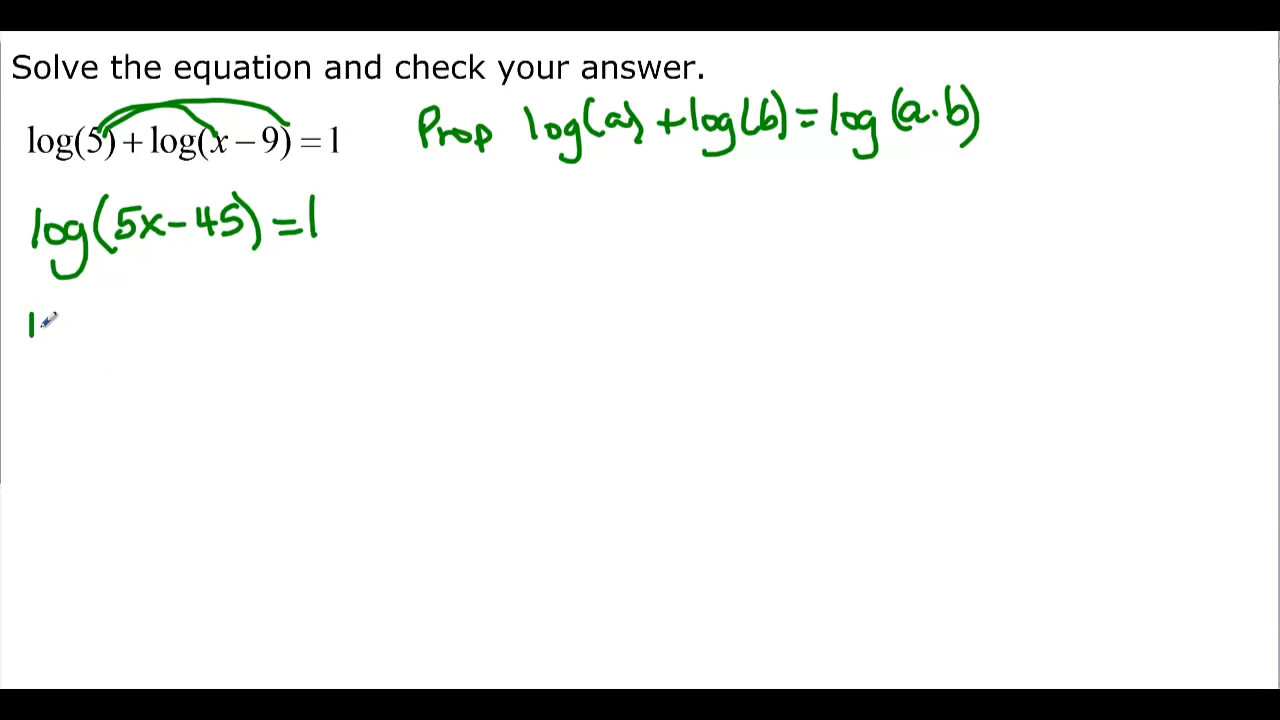 Solve the equation and check your answer.
log(5) + log(x − 9) = 1
Prop log(a) + log(b) = log(a·b)
log(5x − 45) = 1
1